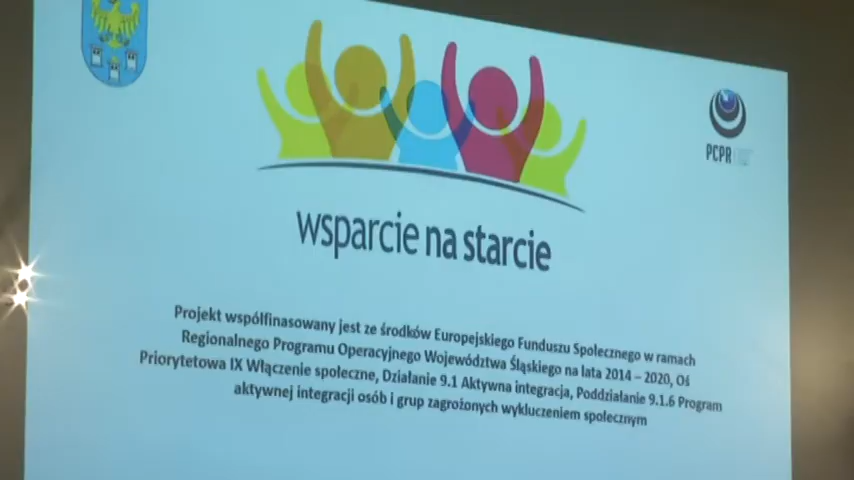 PCPR
wsparcie na starcie
Projekt współfinasowany jest ze środków Europejskiego Funduszu Społecznego w ramach
Regionalnego Programu Operacyjnego Województwa Śląskiego na lata 2014 – 2020, Oś
Priorytetowa IX Włączenie społeczne, Działanie 9.1 Aktywna integracja, Poddziałanie 9.1.6 Program
aktywnej integracji osób i grup zagrożonych wykluczeniem społecznym